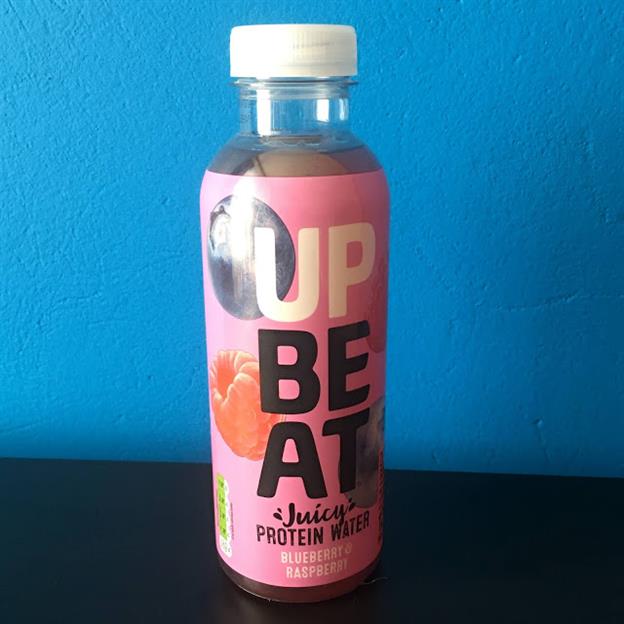 UP
BE
AT
Juicy
PROTEIN WATER
BLUEBERRY &
RASPBERRY